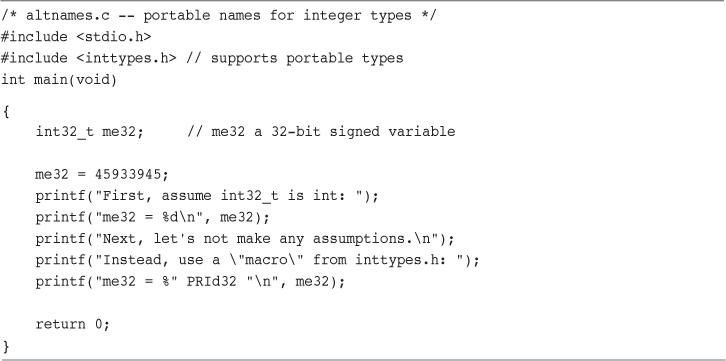 /* altnames.c -- portable names for integer types */
#include <stdio.h>
#include <inttypes.h> // supports portable types
int main(void)
{
    int32_t me32;     // me32 a 32-bit signed variable
    me32 = 45933945;
    printf("First, assume int32_t is int: ");
    printf("me32 = %d\n", me32);
    printf("Next, let's not make any assumptions.\n");
    printf("Instead, use a \"macro\" from inttypes.h: ");
    printf("me32 = %" PRId32 "\n", me32);
    return 0;
}